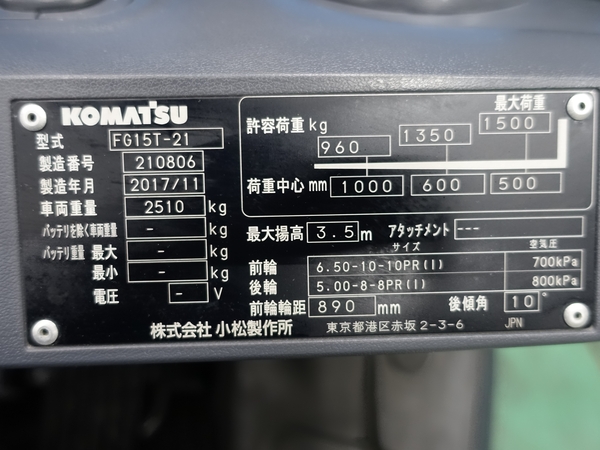 KOMATSU
型式 FG15T-21
製造番号 210806
製造年月 2017/11
車両重量 2510 kg
バッテリを除く車両重量 - kg
バッテリ重量 最大 - kg
最小 - kg
電圧 - V
最大荷重
許容荷重 kg 960 1350 1500
荷重中心 mm 1000 600 500
最大揚高 3.5 m アタッチメント ---
サイズ 空気圧
前輪 6.50-10-10PR(I) 700kPa
後輪 5.00-8-8PR(I) 800kPa
前輪輪距 890 mm 後傾角 10°
株式会社 小松製作所 東京都港区赤坂 2-3-6 JPN